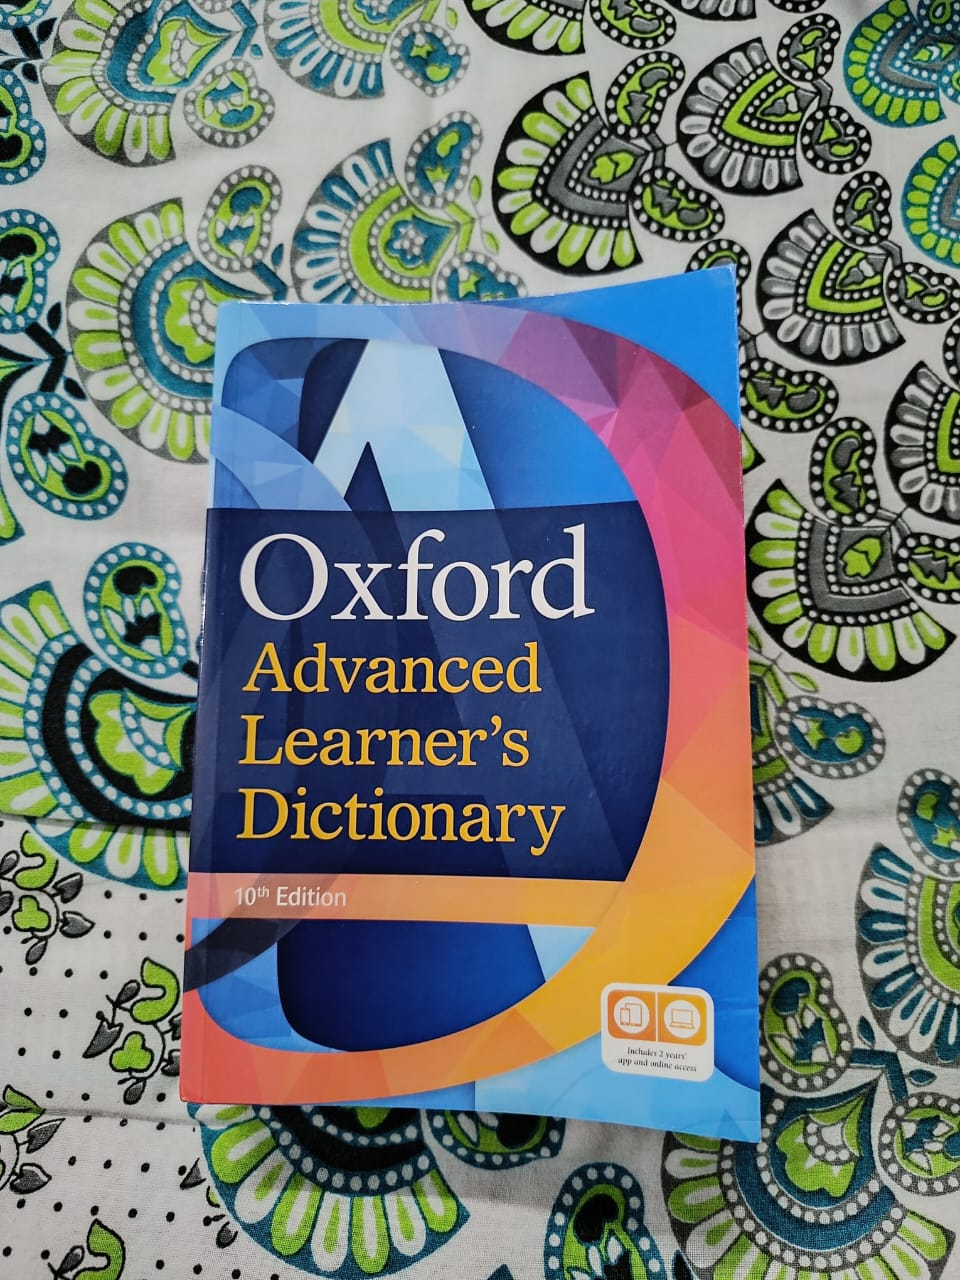 Oxford
Advanced
Learner’s
Dictionary
10th Edition
Includes 2 years’
app and online access